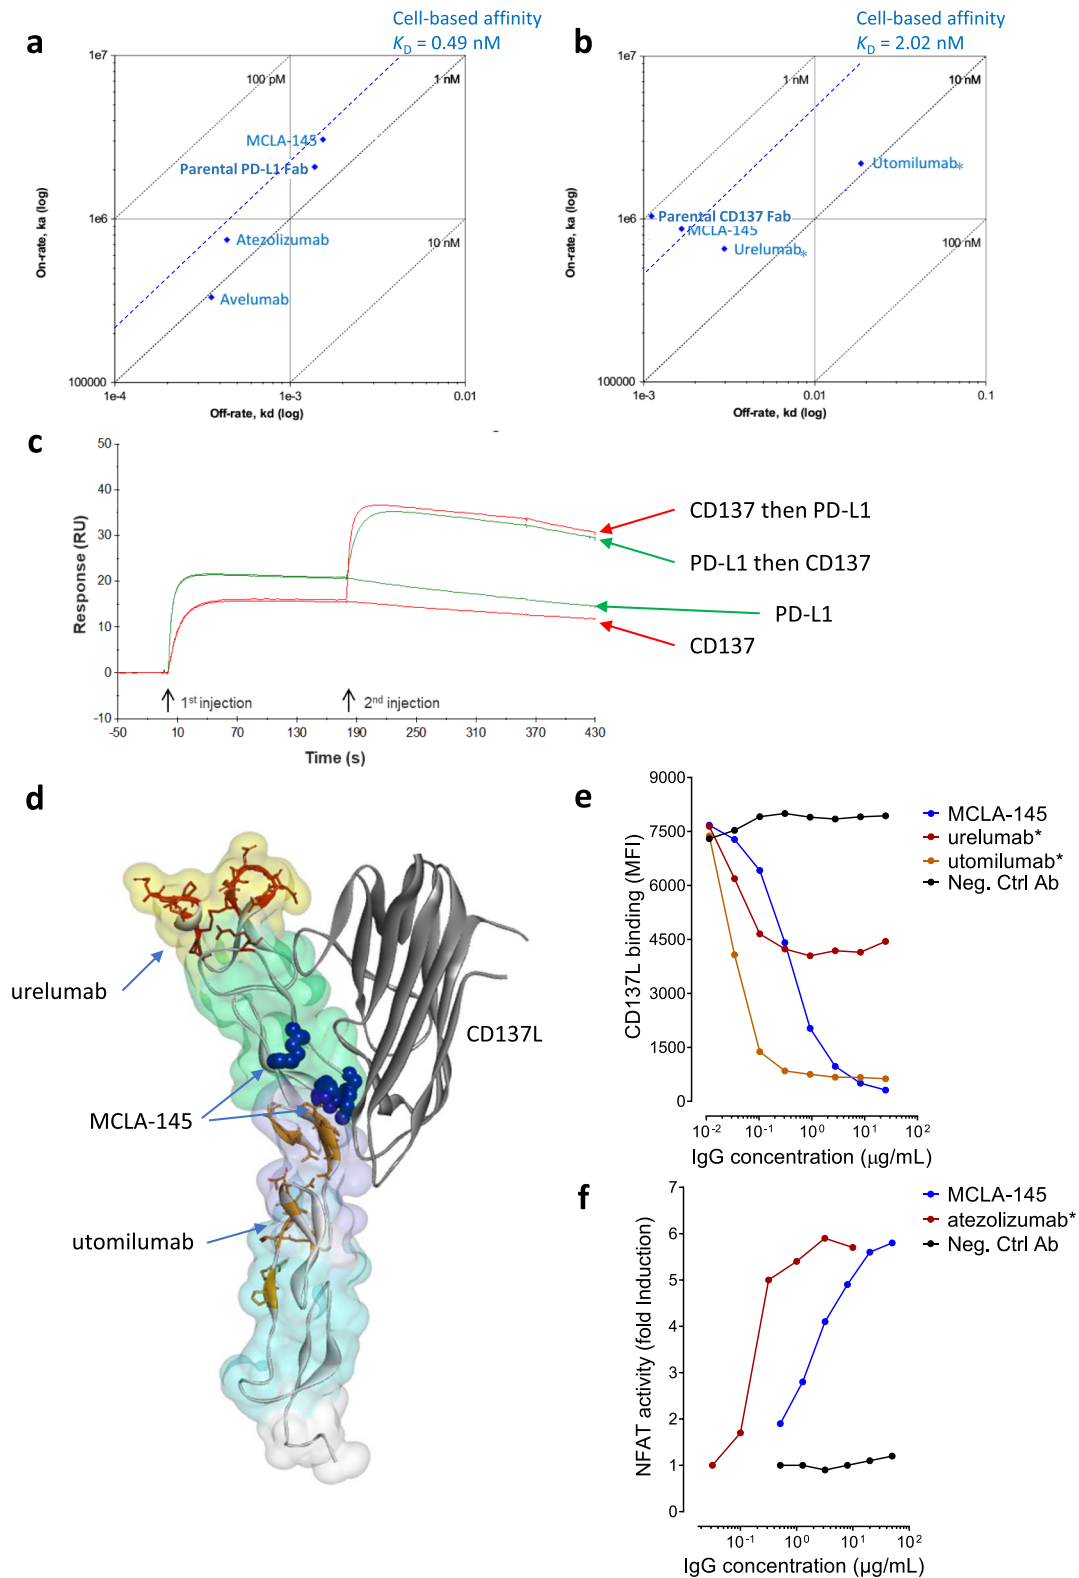 a
Cell-based affinity
K_D = 0.49 nM
1e7
100 pM
1 nM
MCLA-145
Parental PD-L1 Fab
1e6
Atezolizumab
10 nM
Avelumab
100000
1e-4
1e-3
0.01
On-rate, ka (log)
Off-rate, kd (log)
b
Cell-based affinity
K_D = 2.02 nM
1e7
1 nM
10 nM
Utomilumab*
Parental CD137 Fab
1e6
MCLA-145
Urelumab*
100 nM
100000
1e-3
0.01
0.1
On-rate, ka (log)
Off-rate, kd (log)
c
50
40
30
20
10
0
-10
Response (RU)
CD137 then PD-L1
PD-L1 then CD137
PD-L1
CD137
1st injection
2nd injection
-50
10
70
130
190
250
310
370
430
Time (s)
d
urelumab
CD137L
MCLA-145
utomilumab
e
9000
7500
6000
4500
3000
1500
0
CD137L binding (MFI)
MCLA-145
urelumab*
utomilumab*
Neg. Ctrl Ab
10-2
10-1
100
101
102
IgG concentration (µg/mL)
f
7
6
5
4
3
2
1
0
NFAT activity (fold Induction)
MCLA-145
atezolizumab*
Neg. Ctrl Ab
10-1
100
101
102
IgG concentration (µg/mL)